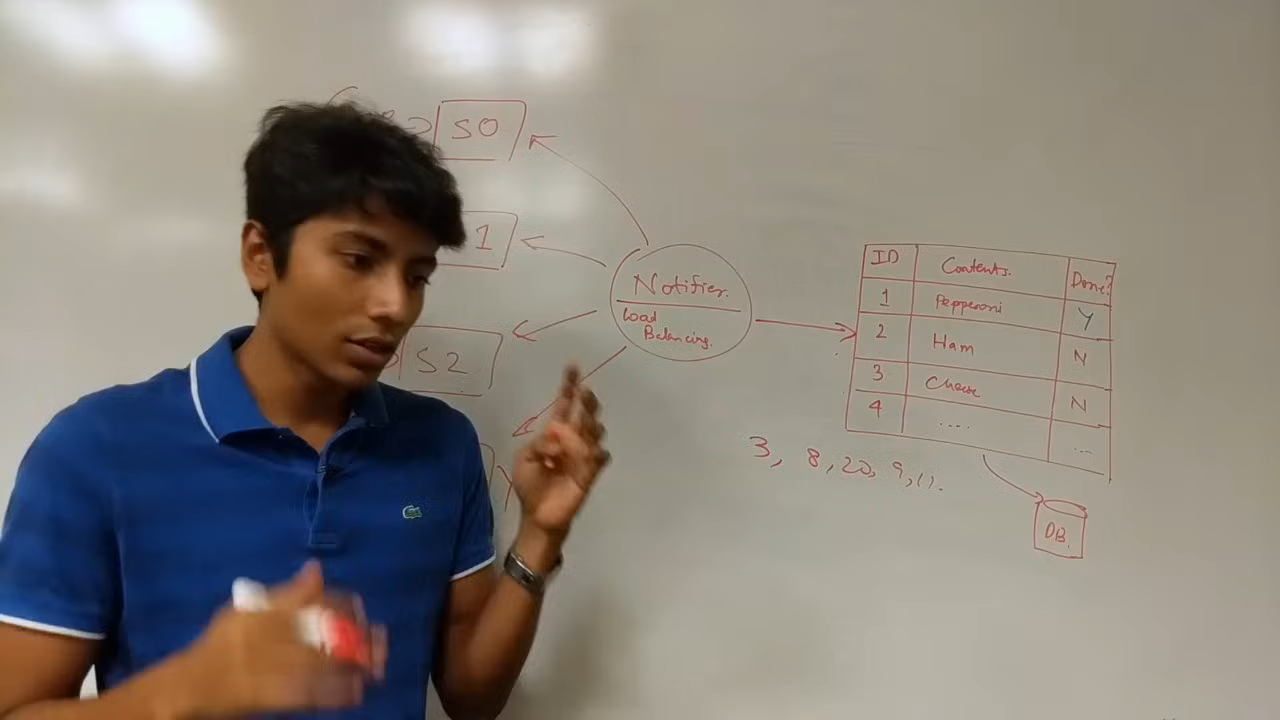 S0
1
S2
Notifier.
Load
Balancing.
ID Contents. Done?
1 Pepperoni Y
2 Ham N
3 Cheese N
4 .... ...
3, 8, 20, 9, 11.
DB.